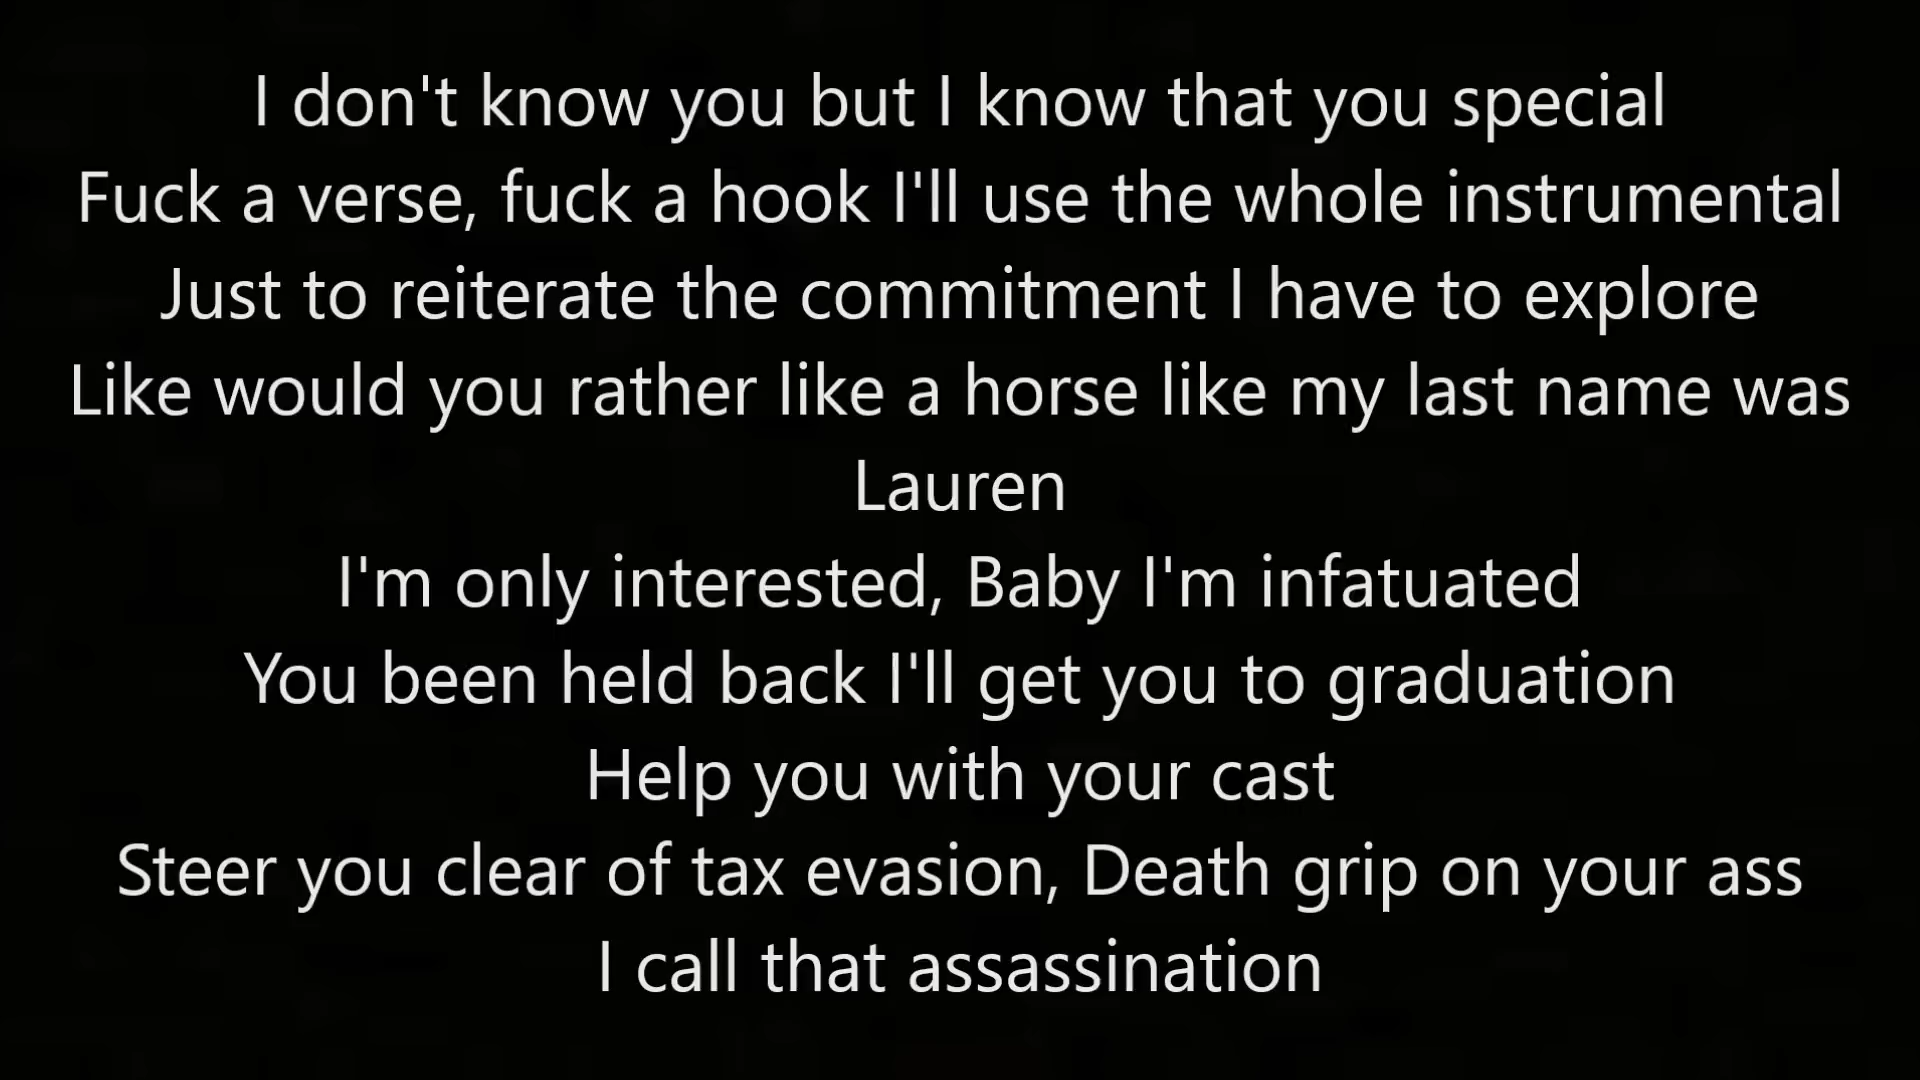 I don't know you but I know that you special
Fuck a verse, fuck a hook I'll use the whole instrumental
Just to reiterate the commitment I have to explore
Like would you rather like a horse like my last name was
Lauren
I'm only interested, Baby I'm infatuated
You been held back I'll get you to graduation
Help you with your cast
Steer you clear of tax evasion, Death grip on your ass
I call that assassination